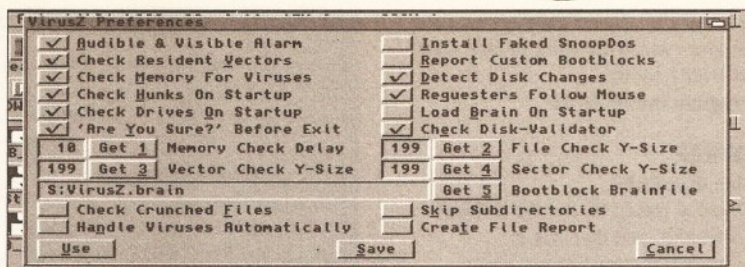 VirusZ Preferences
Audible & Visible Alarm Install Faked SnoopDos
Check Resident Vectors Report Custom Bootblocks
Check Memory For Viruses Detect Disk Changes
Check Hunks On Startup Requesters Follow Mouse
Check Drives On Startup Load Brain On Startup
'Are You Sure?' Before Exit Check Disk-Validator
10 Get 1 Memory Check Delay 199 Get 2 File Check Y-Size
199 Get 3 Vector Check Y-Size 199 Get 4 Sector Check Y-Size
S:VirusZ.brain Get 5 Bootblock Brainfile
Check Crunched Files Skip Subdirectories
Handle Viruses Automatically Create File Report
Use Save Cancel